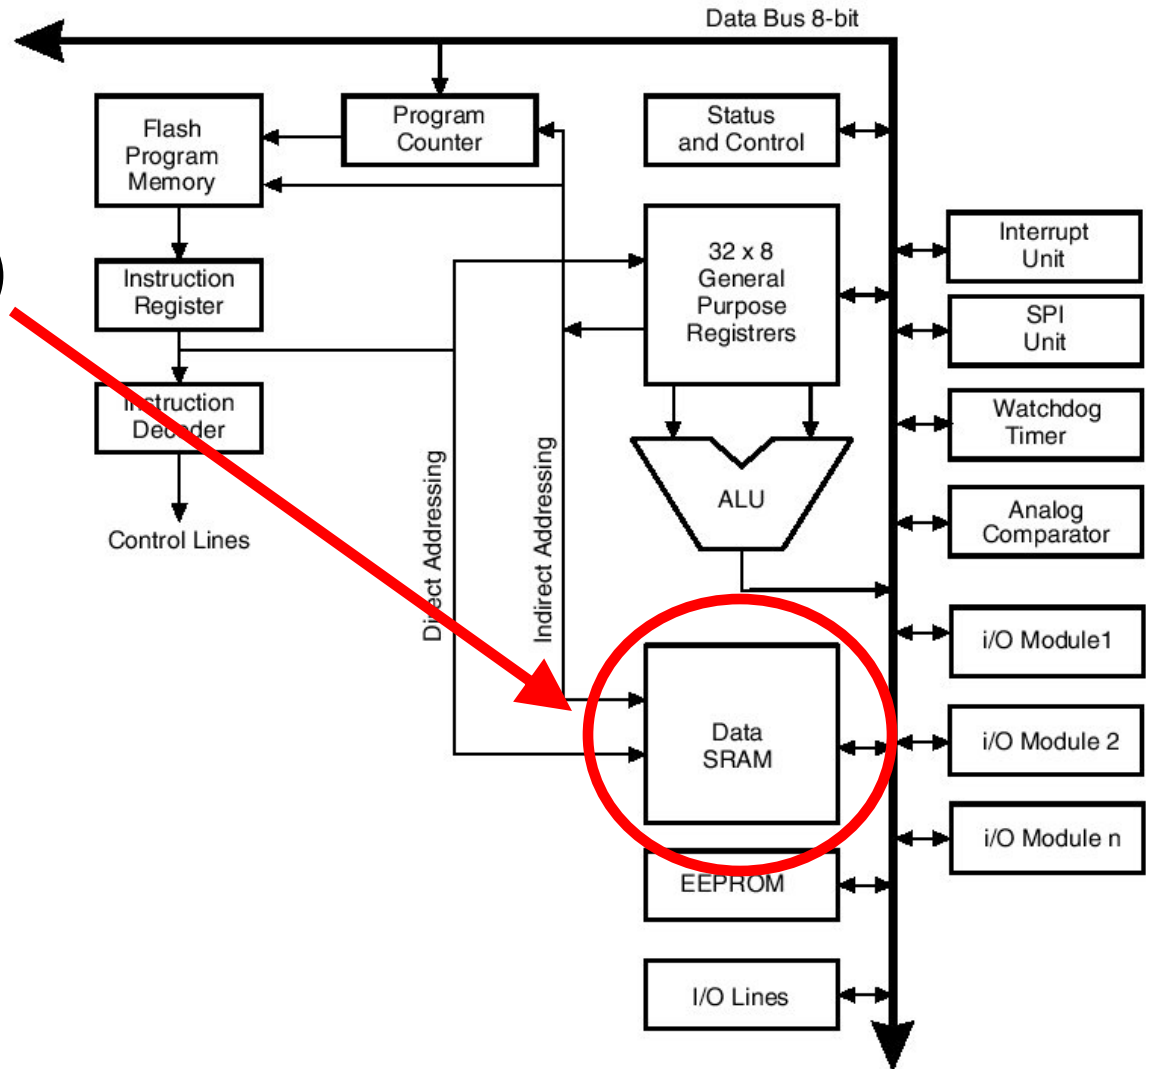 Data Bus 8-bit
Flash
Program
Memory
Program
Counter
Status
and Control
32 x 8
General
Purpose
Registrers
Interrupt
Unit
Instruction
Register
SPI
Unit
Instruction
Decoder
Watchdog
Timer
ALU
Analog
Comparator
Control Lines
Direct Addressing
Indirect Addressing
i/O Module1
Data
SRAM
i/O Module 2
i/O Module n
EEPROM
I/O Lines
)